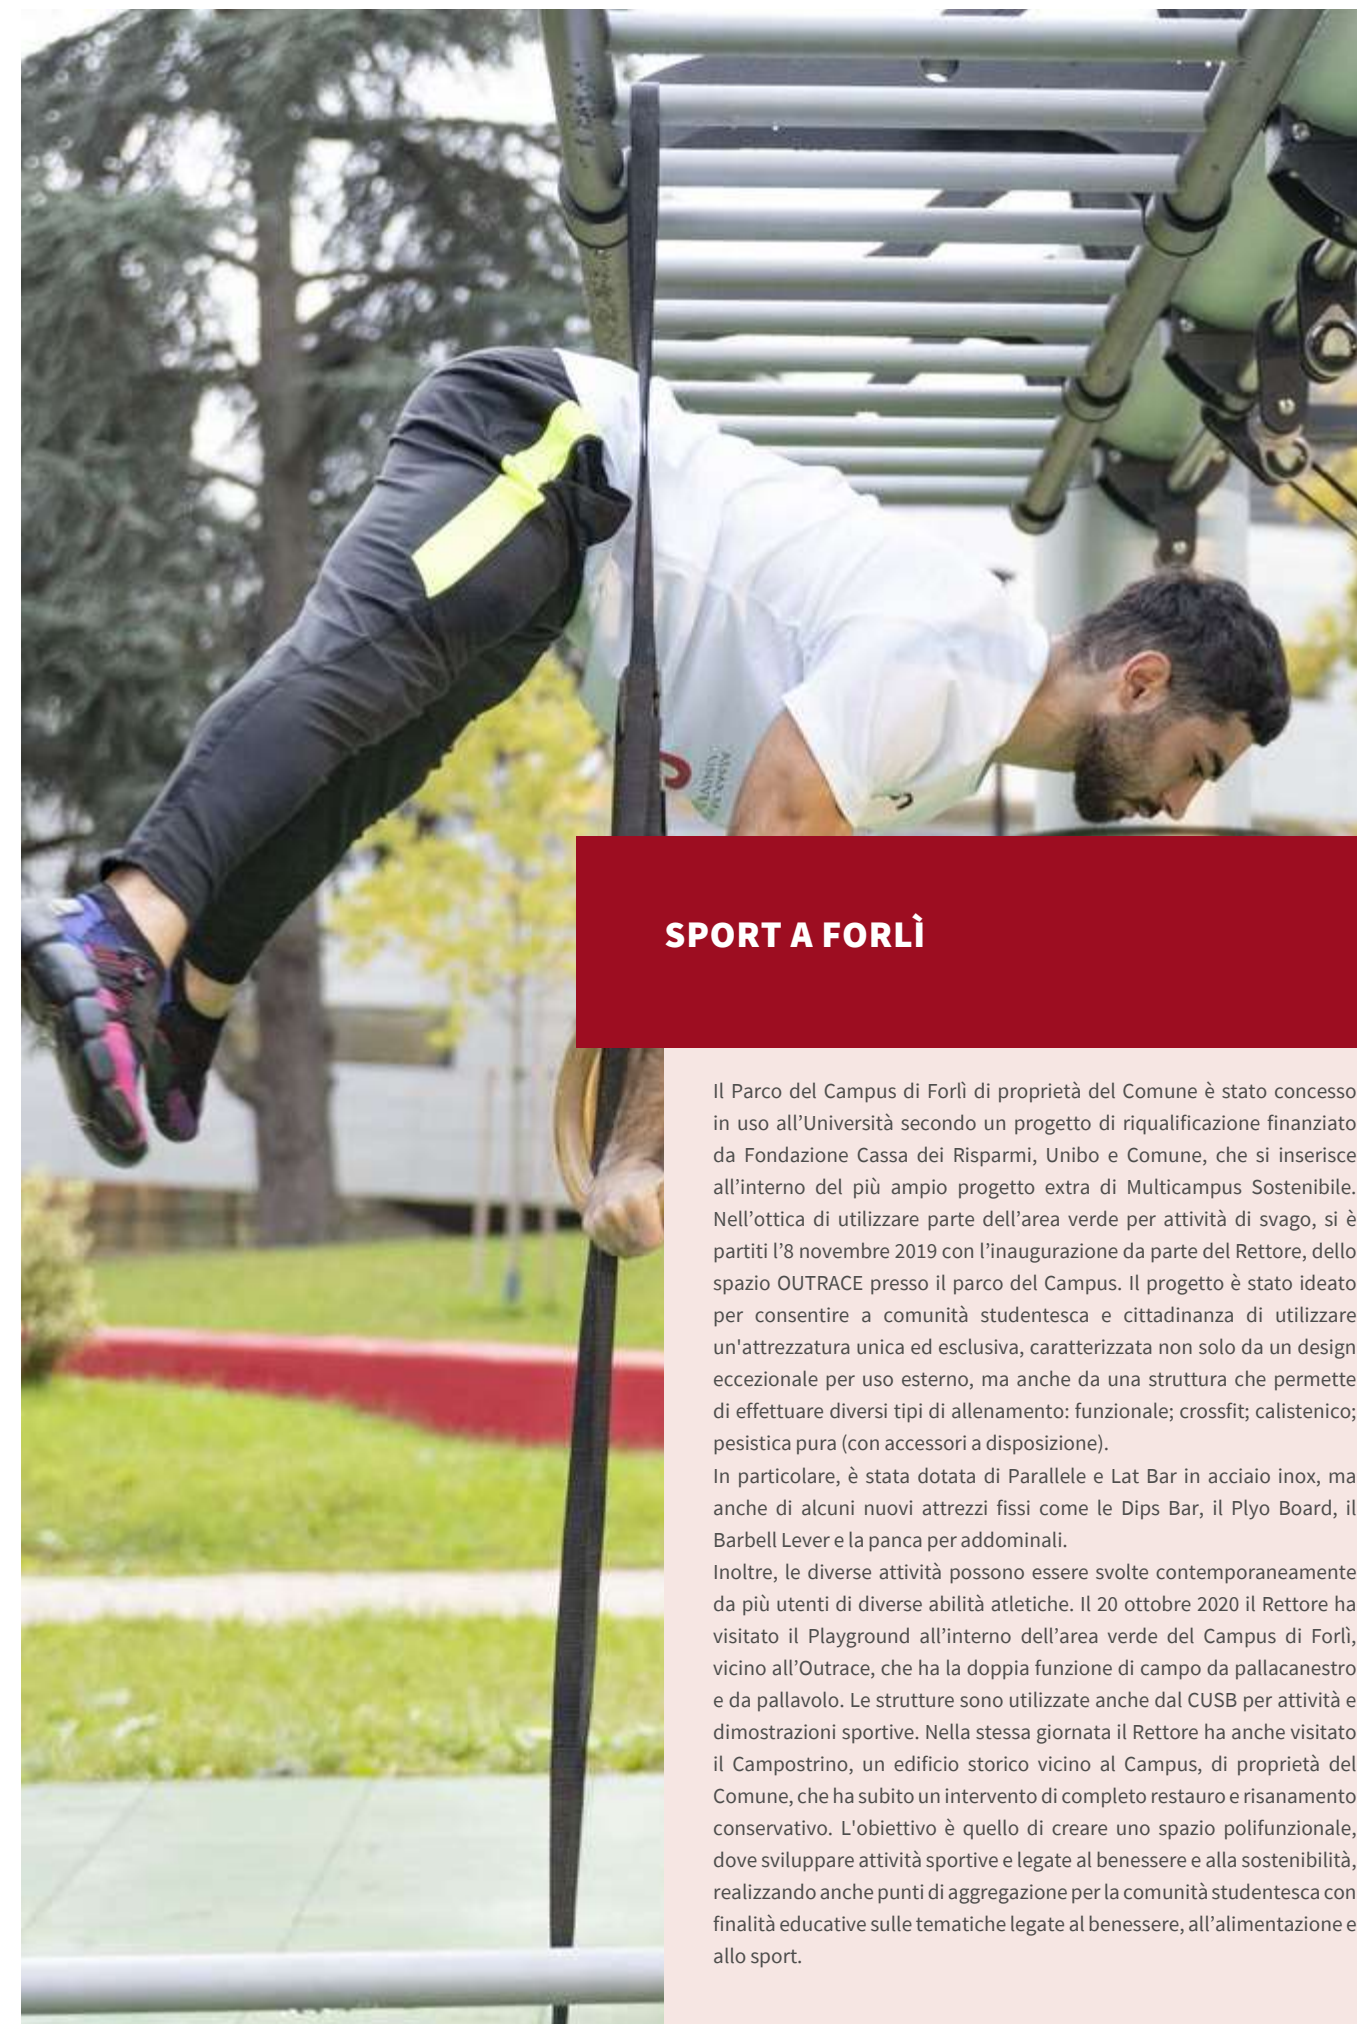 SPORT A FORLÌ
Il Parco del Campus di Forlì di proprietà del Comune è stato concesso
in uso all’Università secondo un progetto di riqualificazione finanziato
da Fondazione Cassa dei Risparmi, Unibo e Comune, che si inserisce
all’interno del più ampio progetto extra di Multicampus Sostenibile.
Nell’ottica di utilizzare parte dell’area verde per attività di svago, si è
partiti l’8 novembre 2019 con l’inaugurazione da parte del Rettore, dello
spazio OUTRACE presso il parco del Campus. Il progetto è stato ideato
per consentire a comunità studentesca e cittadinanza di utilizzare
un'attrezzatura unica ed esclusiva, caratterizzata non solo da un design
eccezionale per uso esterno, ma anche da una struttura che permette
di effettuare diversi tipi di allenamento: funzionale; crossfit; calistenico;
pesistica pura (con accessori a disposizione).
In particolare, è stata dotata di Parallele e Lat Bar in acciaio inox, ma
anche di alcuni nuovi attrezzi fissi come le Dips Bar, il Plyo Board, il
Barbell Lever e la panca per addominali.
Inoltre, le diverse attività possono essere svolte contemporaneamente
da più utenti di diverse abilità atletiche. Il 20 ottobre 2020 il Rettore ha
visitato il Playground all’interno dell’area verde del Campus di Forlì,
vicino all’Outrace, che ha la doppia funzione di campo da pallacanestro
e da pallavolo. Le strutture sono utilizzate anche dal CUSB per attività e
dimostrazioni sportive. Nella stessa giornata il Rettore ha anche visitato
il Campostrino, un edificio storico vicino al Campus, di proprietà del
Comune, che ha subito un intervento di completo restauro e risanamento
conservativo. L'obiettivo è quello di creare uno spazio polifunzionale,
dove sviluppare attività sportive e legate al benessere e alla sostenibilità,
realizzando anche punti di aggregazione per la comunità studentesca con
finalità educative sulle tematiche legate al benessere, all’alimentazione e
allo sport.